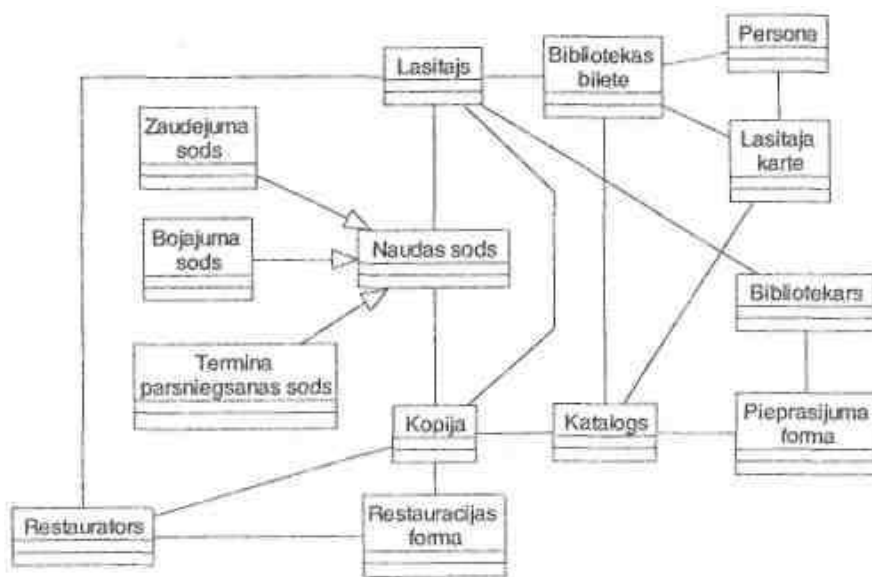 Persona
Lasitajs
Bibliotekas
bilete
Zaudejuma
sods
Lasitaja
karte
Bojajuma
sods
Naudas sods
Bibliotekars
Termina
parsniegsanas sods
Kopija
Katalogs
Pieprasijuma
forma
Restaurators
Restauracijas
forma